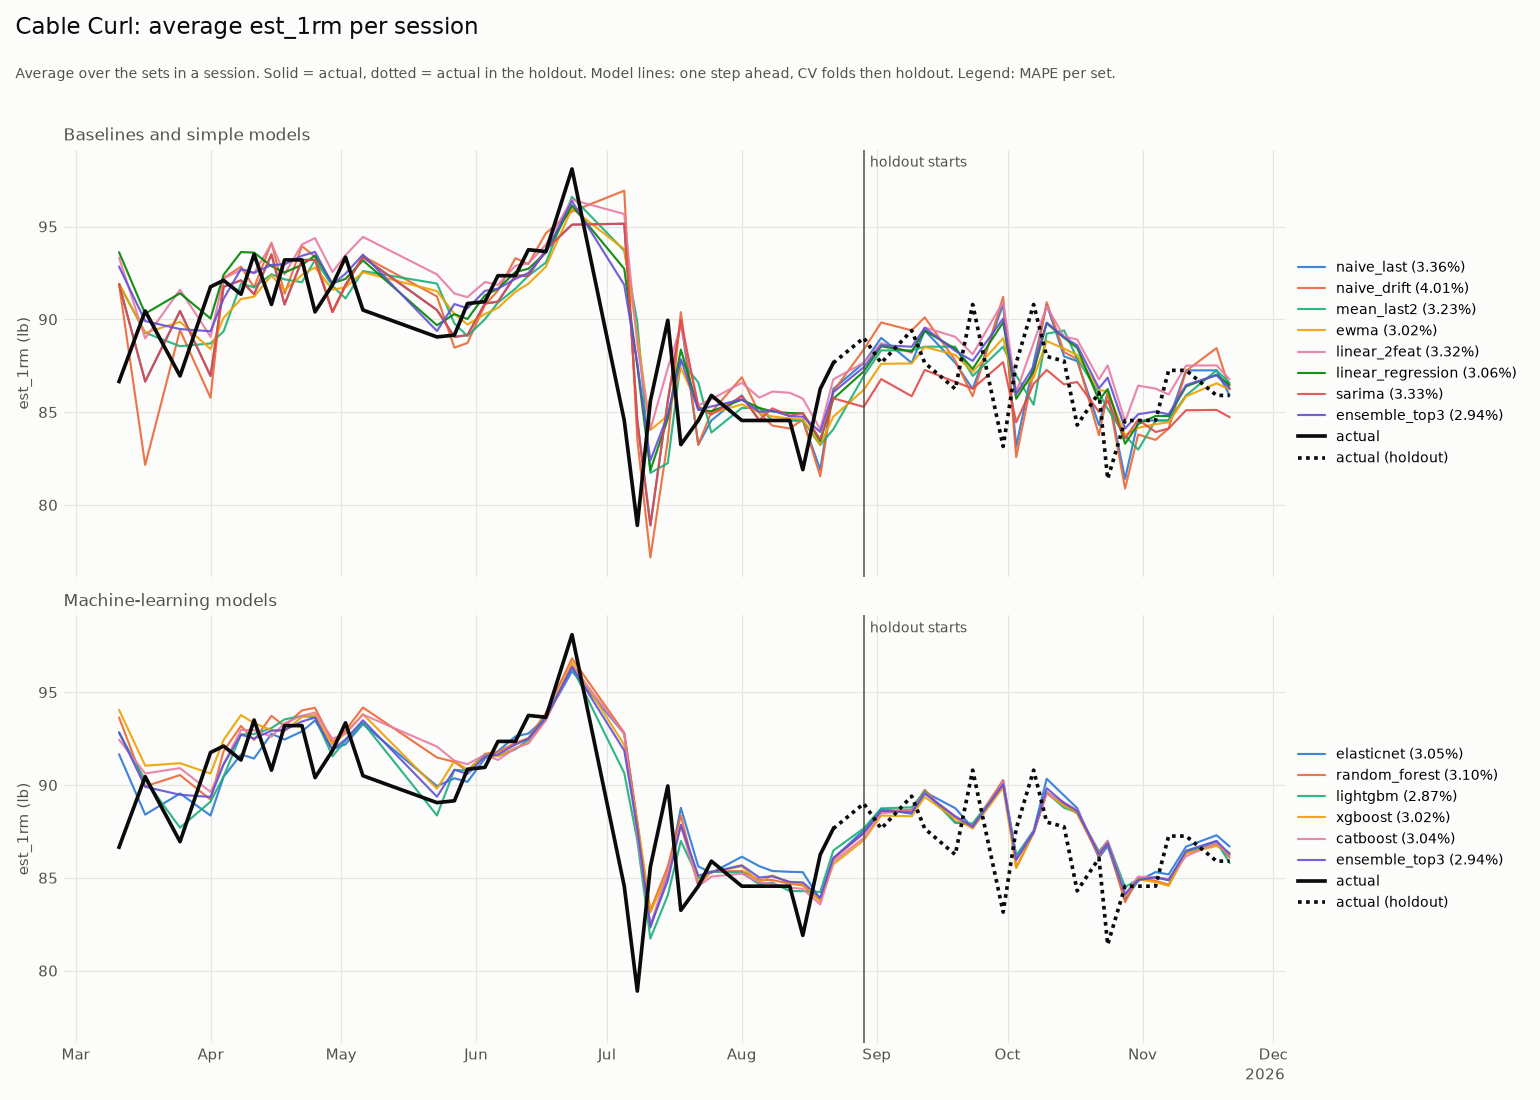 Cable Curl: average est_1rm per session
Average over the sets in a session. Solid = actual, dotted = actual in the holdout. Model lines: one step ahead, CV folds then holdout. Legend: MAPE per set.
Baselines and simple models
holdout starts
95
90
85
80
est_1rm (lb)
naive_last (3.36%)
naive_drift (4.01%)
mean_last2 (3.23%)
ewma (3.02%)
linear_2feat (3.32%)
linear_regression (3.06%)
sarima (3.33%)
ensemble_top3 (2.94%)
actual
actual (holdout)
Machine-learning models
holdout starts
95
90
85
80
est_1rm (lb)
elasticnet (3.05%)
random_forest (3.10%)
lightgbm (2.87%)
xgboost (3.02%)
catboost (3.04%)
ensemble_top3 (2.94%)
actual
actual (holdout)
Mar Apr May Jun Jul Aug Sep Oct Nov Dec
2026